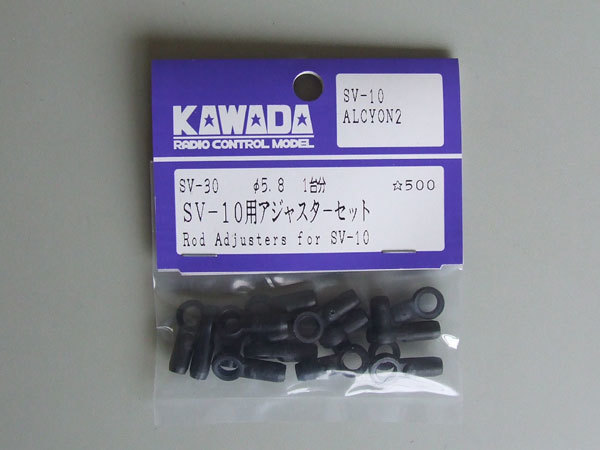 KAWADA
RADIO CONTROL MODEL
SV-10
ALCYON2
SV-30 φ5.8 1台分 ☆500
SV-10用アジャスターセット
Rod Adjusters for SV-10